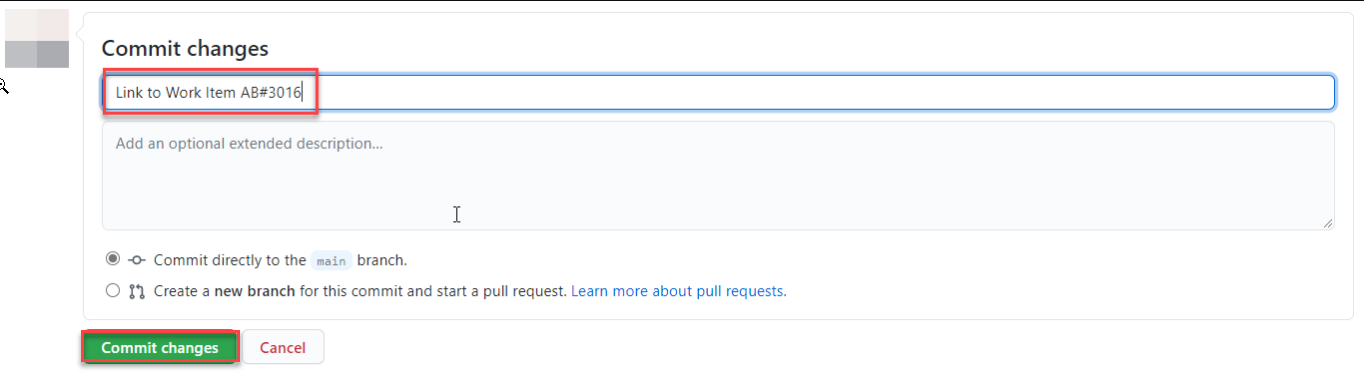 Commit changes
Link to Work Item AB#3016
Add an optional extended description...
Commit directly to the main branch.
Create a new branch for this commit and start a pull request. Learn more about pull requests.
Commit changes Cancel